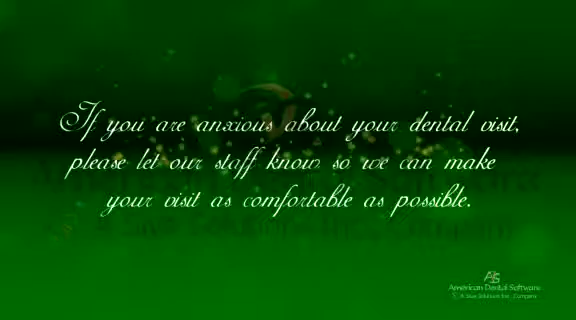 If you are anxious about your dental visit,
please let our staff know so we can make
your visit as comfortable as possible.
American Dental Software